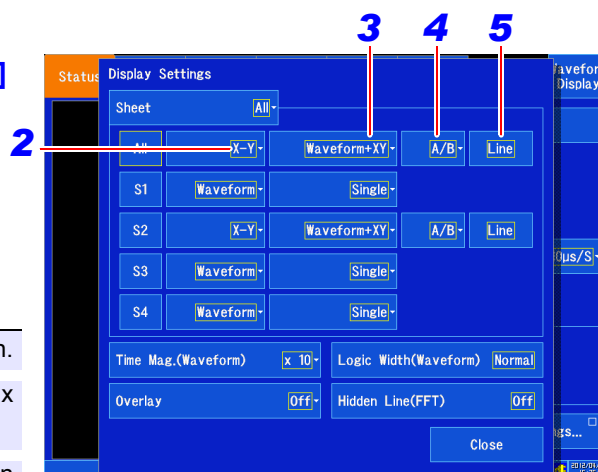 3 4 5
]
Status
Display Settings
Display
Sheet All
2
All X-Y Waveform+XY A/B Line
S1 Waveform Single
S2 X-Y Waveform+XY A/B Line
0µs/S
S3 Waveform Single
S4 Waveform Single
n.
Time Mag.(Waveform) x 10 Logic Width(Waveform) Normal
x
Overlay Off Hidden Line(FFT) Off
gs...
Close